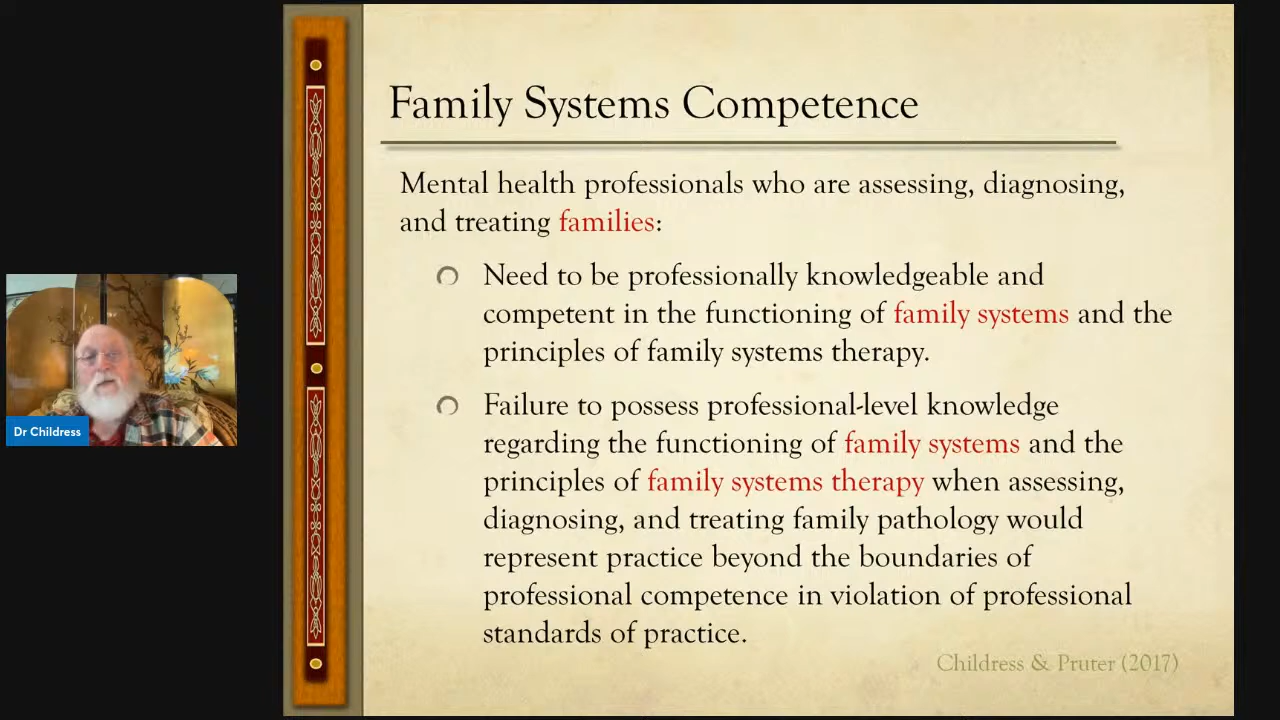 Family Systems Competence
Mental health professionals who are assessing, diagnosing,
and treating families:
Need to be professionally knowledgeable and
competent in the functioning of family systems and the
principles of family systems therapy.
Failure to possess professional-level knowledge
regarding the functioning of family systems and the
principles of family systems therapy when assessing,
diagnosing, and treating family pathology would
represent practice beyond the boundaries of
professional competence in violation of professional
standards of practice.
Childress & Pruter (2017)
Dr Childress